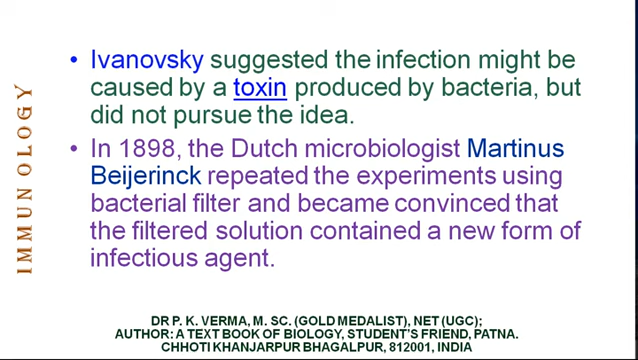 IMMUNOLOGY
• Ivanovsky suggested the infection might be
caused by a toxin produced by bacteria, but
did not pursue the idea.
• In 1898, the Dutch microbiologist Martinus
Beijerinck repeated the experiments using
bacterial filter and became convinced that
the filtered solution contained a new form of
infectious agent.
DR P. K. VERMA, M. SC. (GOLD MEDALIST), NET (UGC);
AUTHOR: A TEXT BOOK OF BIOLOGY, STUDENT'S FRIEND, PATNA.
CHHOTI KHANJARPUR BHAGALPUR, 812001, INDIA